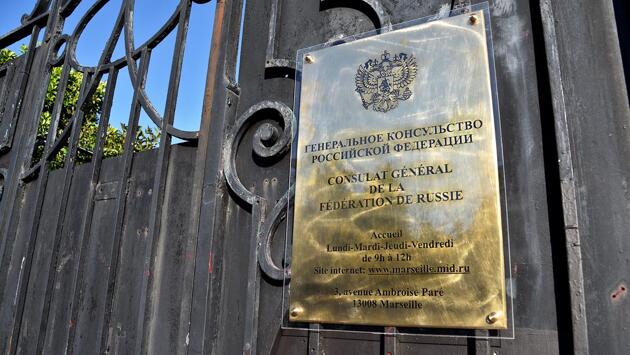 ГЕНЕРАЛЬНОЕ КОНСУЛЬСТВО
РОССИЙСКОЙ ФЕДЕРАЦИИ
CONSULAT GÉNÉRAL
DE LA
FÉDÉRATION DE RUSSIE
Accueil
Lundi-Mardi-Jeudi-Vendredi
de 9h à 12h
Site internet: www.marseille.mid.ru
3, avenue Ambroise Paré
13008 Marseille